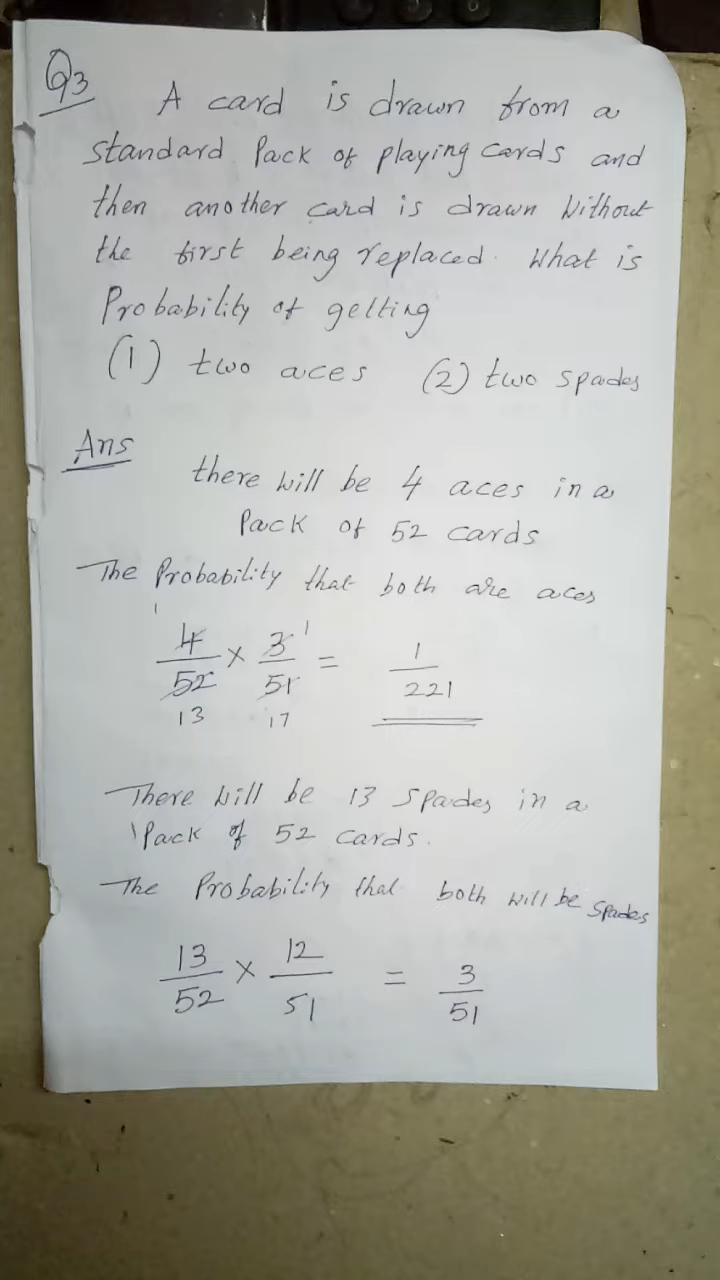 Q3
A card is drawn from a
standard Pack of playing cards and
then another card is drawn without
the first being replaced. What is
Probability of getting
(1) two aces (2) two spades
Ans
there will be 4 aces in a
Pack of 52 cards
The Probability that both are aces
1 1
4/52 × 3/51 = 1/221
13 17
There will be 13 spades in a
Pack of 52 cards.
The Probability that both will be spades
13/52 × 12/51 = 3/51